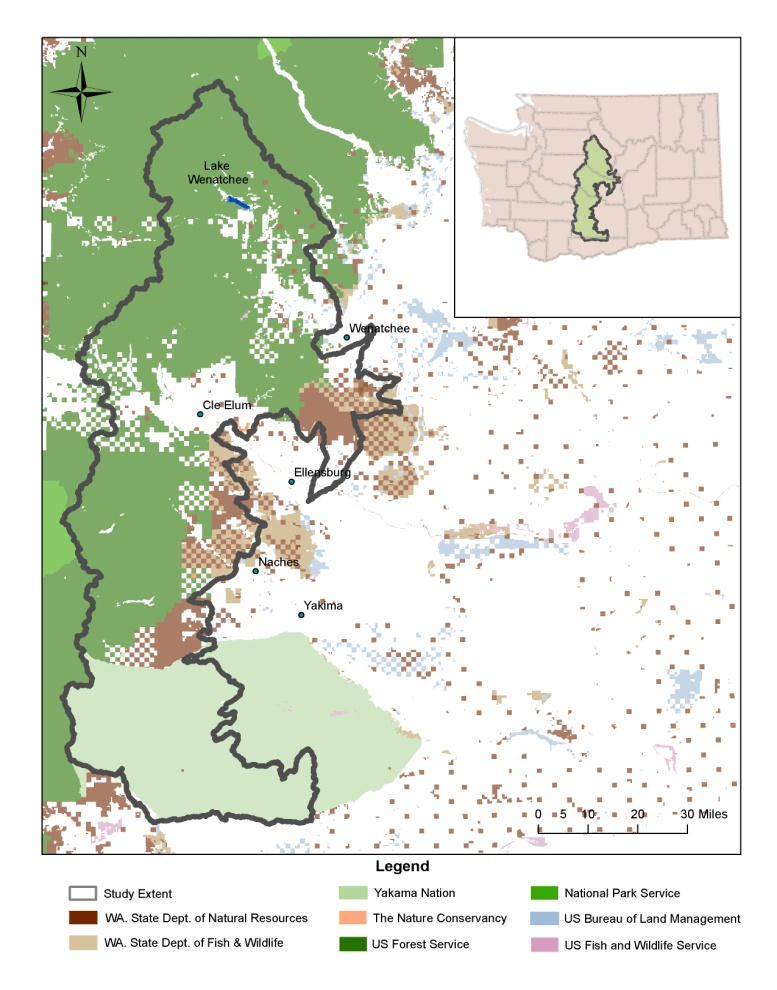 N
Lake
Wenatchee
Wenatchee
Cle Elum
Ellensburg
Naches
Yakima
0 5 10 20 30 Miles
Legend
Study Extent
Yakama Nation
National Park Service
WA. State Dept. of Natural Resources
The Nature Conservancy
US Bureau of Land Management
WA. State Dept. of Fish & Wildlife
US Forest Service
US Fish and Wildlife Service